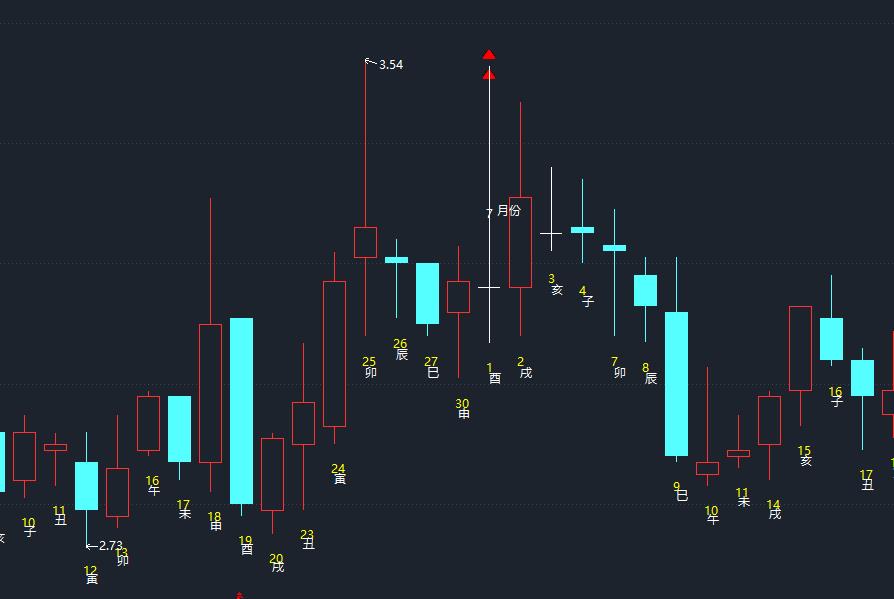 3.54
7 月份
2.73
亥
10
子
11
丑
12
寅
13
卯
16
午
17
未
18
申
19
酉
20
戌
23
丑
24
寅
25
卯
26
辰
27
巳
30
申
1
酉
2
戌
3
亥
4
子
7
卯
8
辰
9
巳
10
午
11
未
14
戌
15
亥
16
子
17
丑